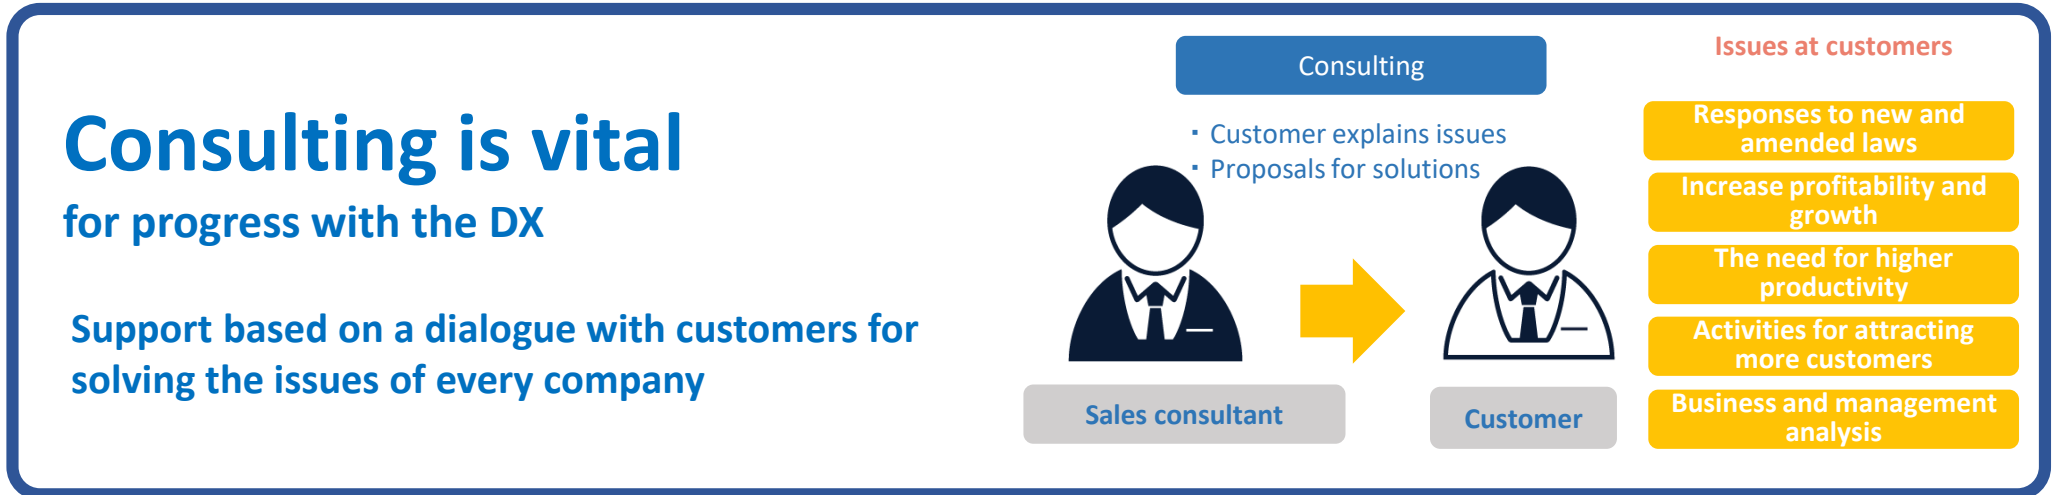 Consulting is vital
for progress with the DX
Support based on a dialogue with customers for
solving the issues of every company
Consulting
・Customer explains issues
・Proposals for solutions
Sales consultant
Customer
Issues at customers
Responses to new and
amended laws
Increase profitability and
growth
The need for higher
productivity
Activities for attracting
more customers
Business and management
analysis